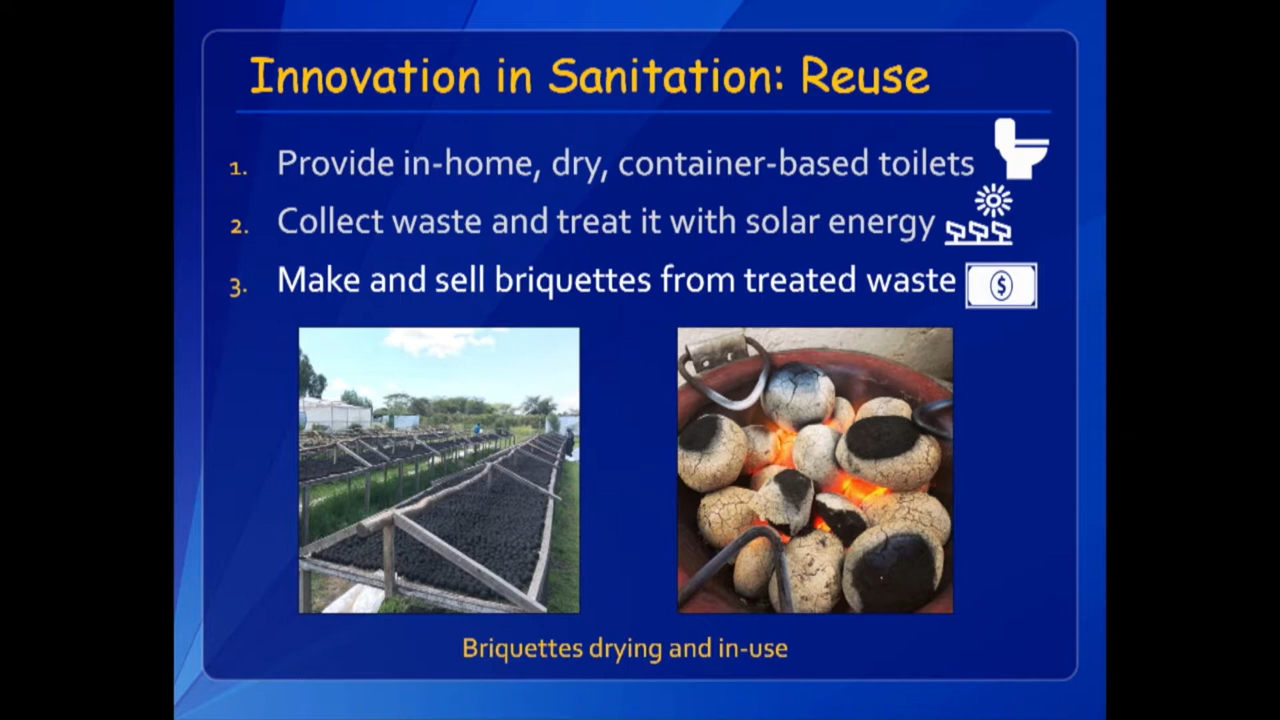 Innovation in Sanitation: Reuse
1. Provide in-home, dry, container-based toilets
2. Collect waste and treat it with solar energy
3. Make and sell briquettes from treated waste
$
Briquettes drying and in-use